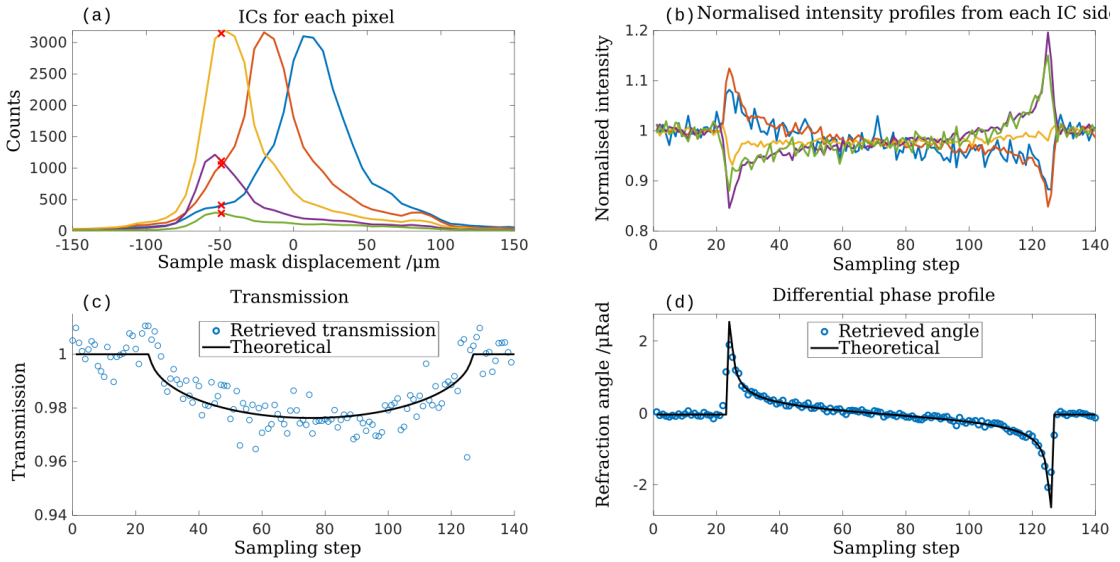 (a)
ICs for each pixel
Counts
3000
2500
2000
1500
1000
500
0
-150
-100
-50
0
50
100
150
Sample mask displacement /μm
(b)
Normalised intensity profiles from each IC sid
Normalised intensity
1.2
1.1
1
0.9
0.8
0
20
40
60
80
100
120
140
Sampling step
(c)
Transmission
Transmission
1
0.98
0.96
0.94
Retrieved transmission
Theoretical
0
20
40
60
80
100
120
140
Sampling step
(d)
Differential phase profile
Refraction angle /μRad
2
0
-2
Retrieved angle
Theoretical
0
20
40
60
80
100
120
140
Sampling step